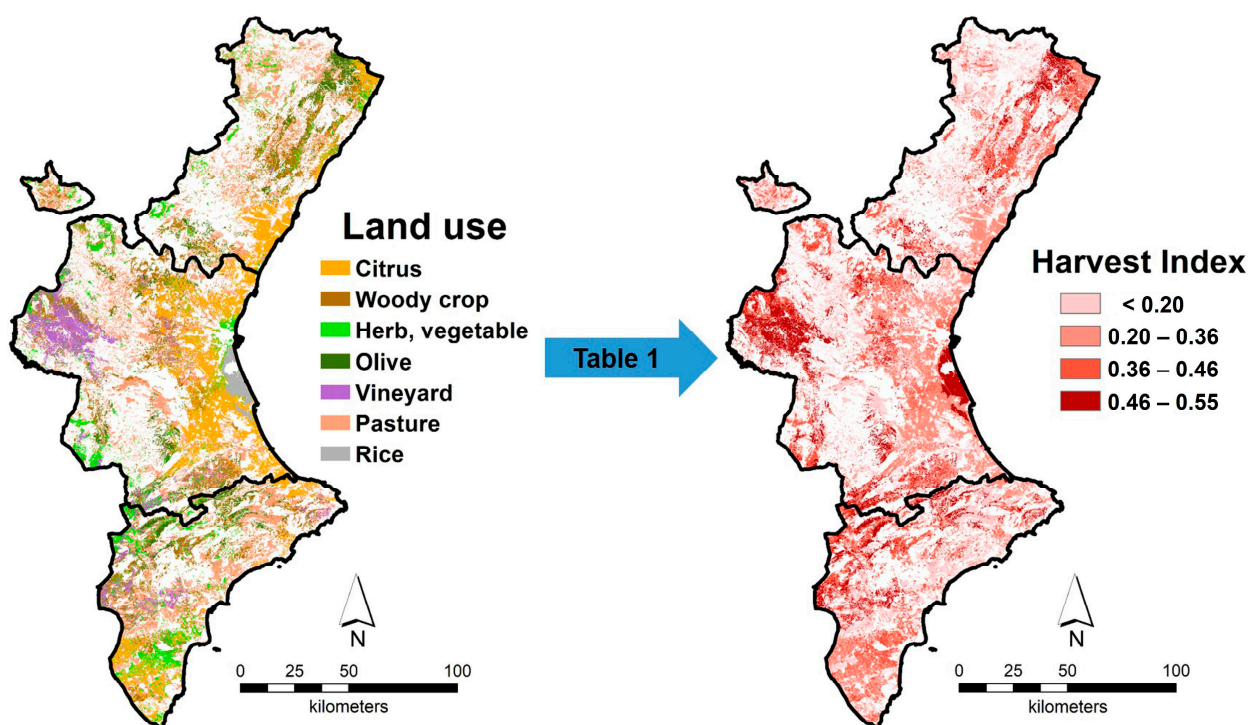 Land use
Citrus
Woody crop
Herb, vegetable
Olive
Vineyard
Pasture
Rice
N
0 25 50 100
kilometers
Table 1
Harvest Index
< 0.20
0.20 – 0.36
0.36 – 0.46
0.46 – 0.55
N
0 25 50 100
kilometers